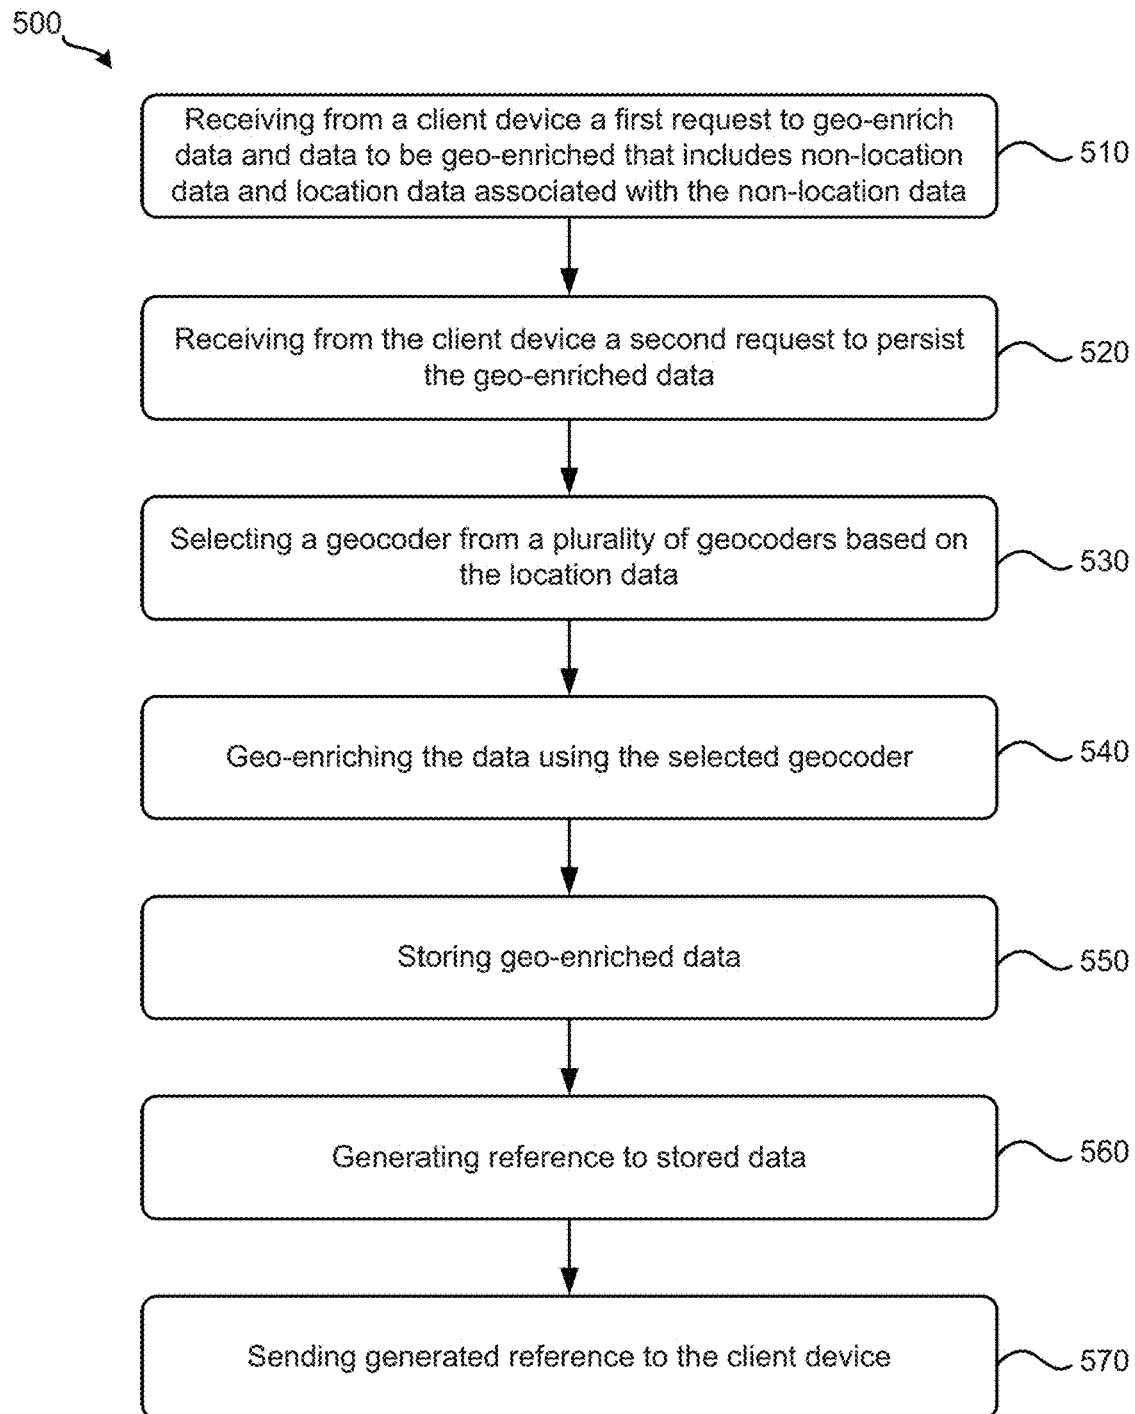 500
Receiving from a client device a first request to geo-enrich
data and data to be geo-enriched that includes non-location
data and location data associated with the non-location data
510
Receiving from the client device a second request to persist
the geo-enriched data
520
Selecting a geocoder from a plurality of geocoders based on
the location data
530
Geo-enriching the data using the selected geocoder
540
Storing geo-enriched data
550
Generating reference to stored data
560
Sending generated reference to the client device
570